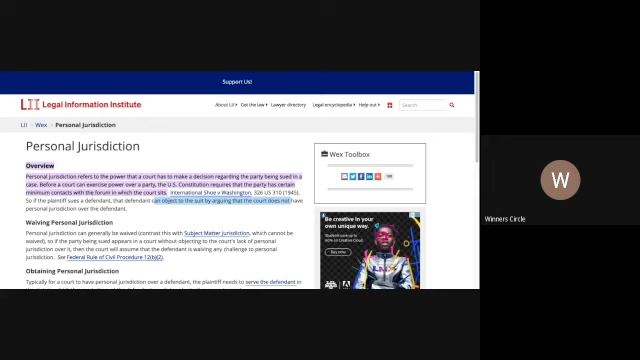 Support Us!
LII Legal Information Institute
About LII Get the law Lawyer directory Legal encyclopedia Help out
Search...
LII Wex Personal Jurisdiction
Personal Jurisdiction
Overview
Personal jurisdiction refers to the power that a court has to make a decision regarding the party being sued in a
case. Before a court can exercise power over a party, the U.S. Constitution requires that the party has certain
minimum contacts with the forum in which the court sits. International Shoe v Washington, 326 US 310 (1945).
So if the plaintiff sues a defendant, that defendant can object to the suit by arguing that the court does not have
personal jurisdiction over the defendant.
Waiving Personal Jurisdiction
Personal jurisdiction can generally be waived (contrast this with Subject Matter Jurisdiction, which cannot be
waived), so if the party being sued appears in a court without objecting to the court's lack of personal
jurisdiction over it, then the court will assume that the defendant is waiving any challenge to personal
jurisdiction. See Federal Rule of Civil Procedure 12(b)(2).
Obtaining Personal Jurisdiction
Typically for a court to have personal jurisdiction over a defendant, the plaintiff needs to serve the defendant in
Wex Toolbox
Be creative in your
own unique way.
Students save up to
60% on Creative Cloud.
Buy now
W
Winners Circle